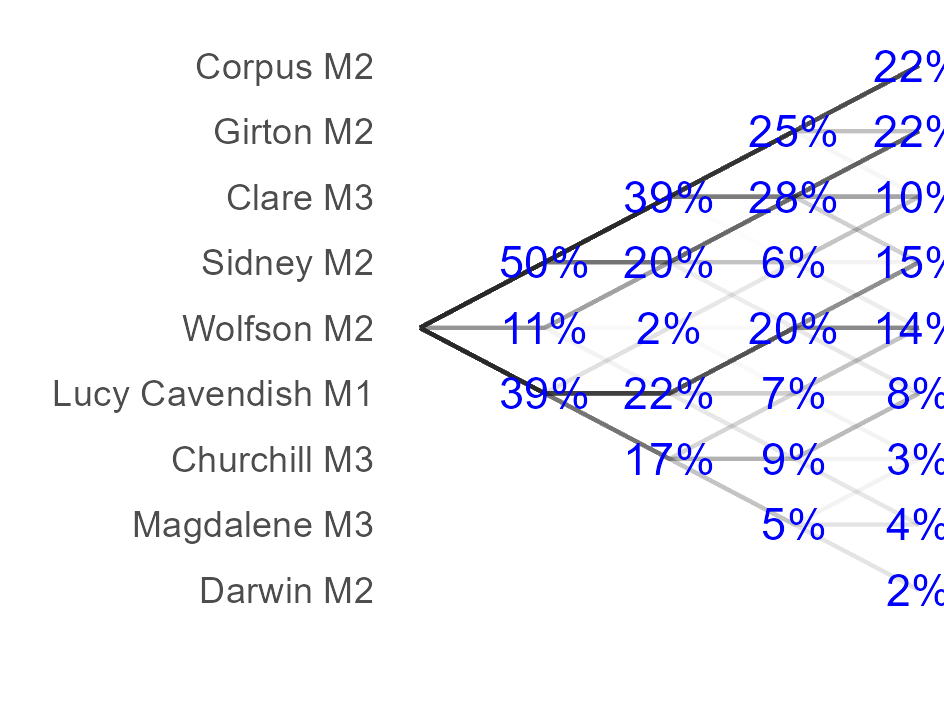 Corpus M2 22%
Girton M2 25% 22%
Clare M3 39% 28% 10%
Sidney M2 50% 20% 6% 15%
Wolfson M2 11% 2% 20% 14%
Lucy Cavendish M1 39% 22% 7% 8%
Churchill M3 17% 9% 3%
Magdalene M3 5% 4%
Darwin M2 2%